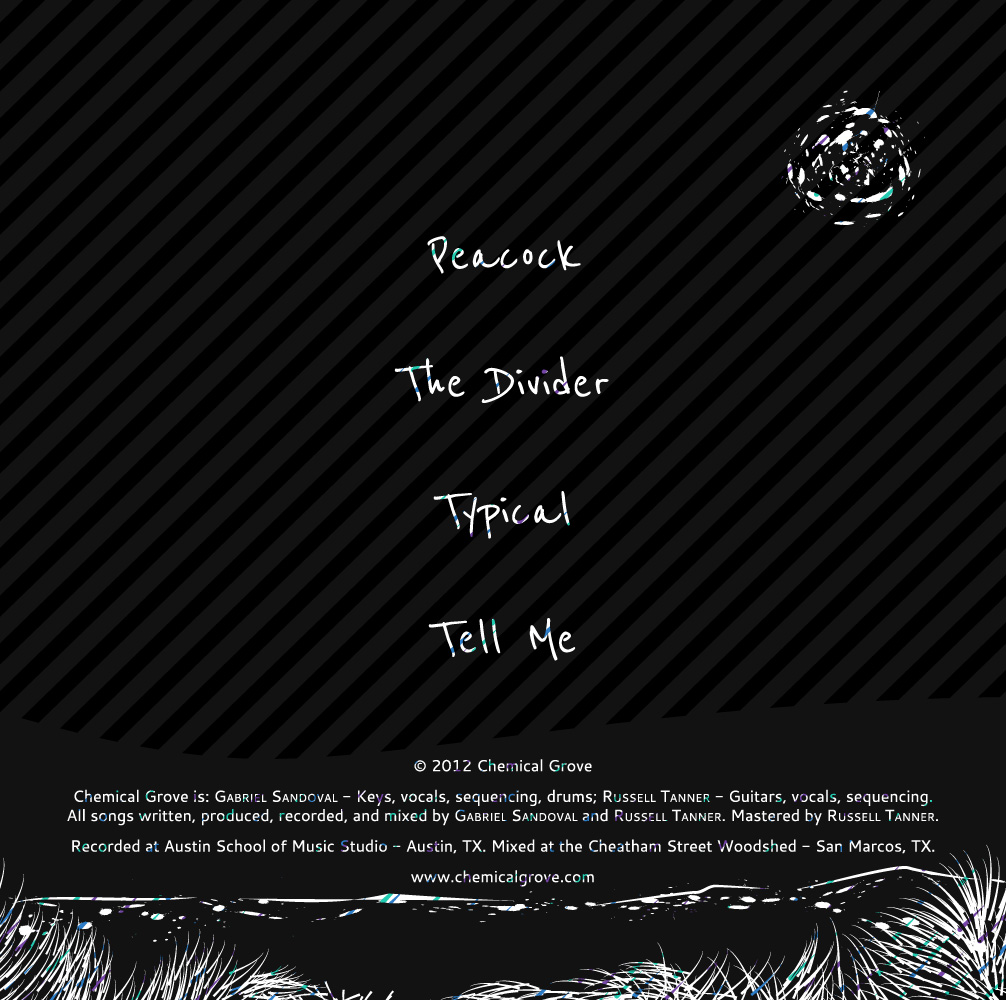 Peacock
The Divider
Typical
Tell Me
© 2012 Chemical Grove
Chemical Grove is: Gabriel Sandoval – Keys, vocals, sequencing, drums; Russell Tanner – Guitars, vocals, sequencing.
All songs written, produced, recorded, and mixed by Gabriel Sandoval and Russell Tanner. Mastered by Russell Tanner.
Recorded at Austin School of Music Studio – Austin, TX. Mixed at the Cheatham Street Woodshed – San Marcos, TX.
www.chemicalgrove.com